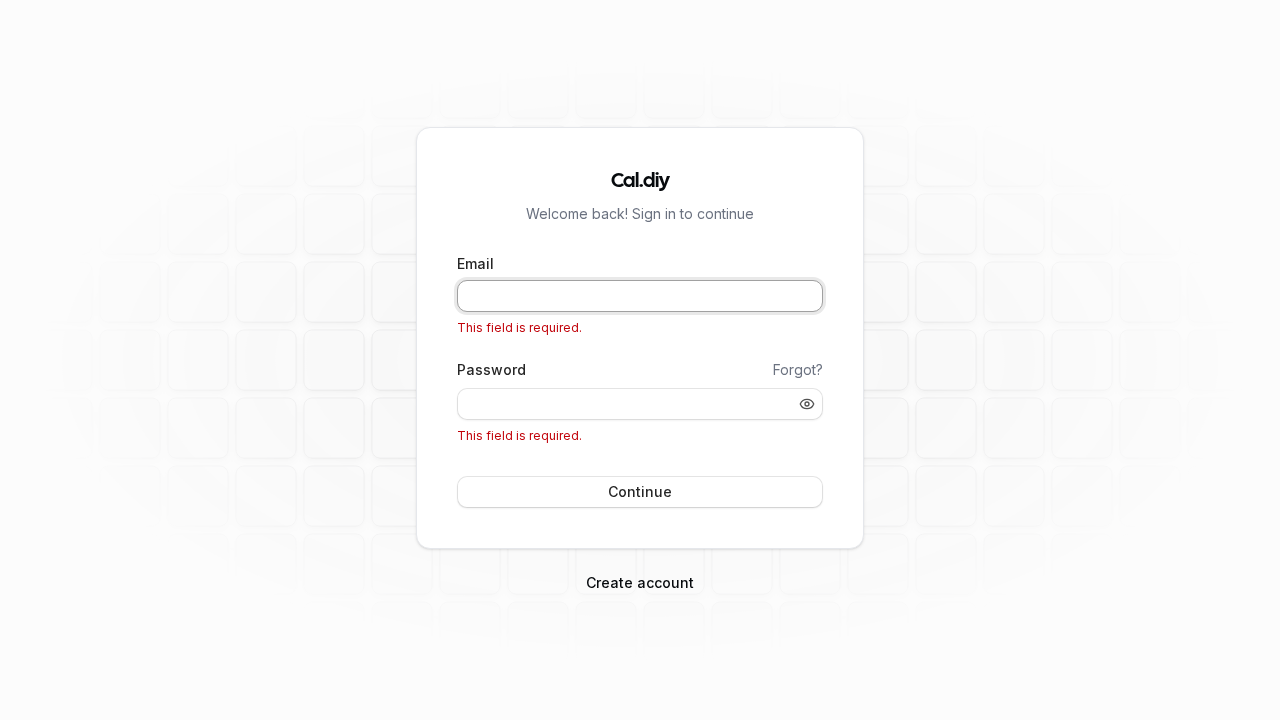 Cal.diy
Welcome back! Sign in to continue
Email
This field is required.
Password Forgot?
This field is required.
Continue
Create account